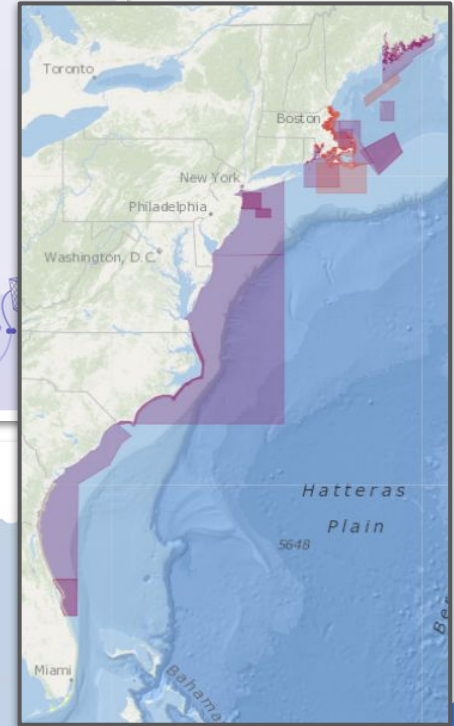 Toronto
Boston
New York
Philadelphia
Washington, D.C.
Hatteras
Plain
5648
Miami
Bahama